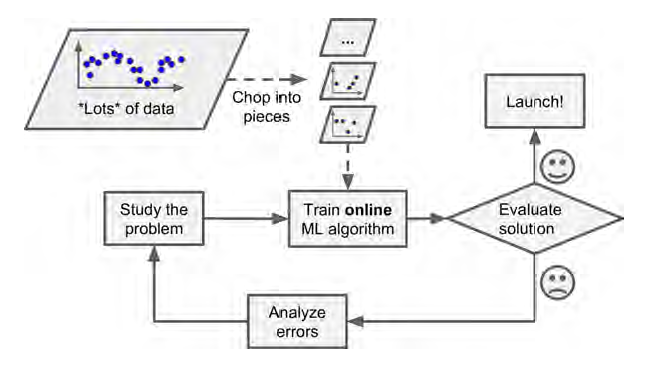 *Lots* of data
Chop into
pieces
...
Launch!
Study the
problem
Train online
ML algorithm
Evaluate
solution
Analyze
errors